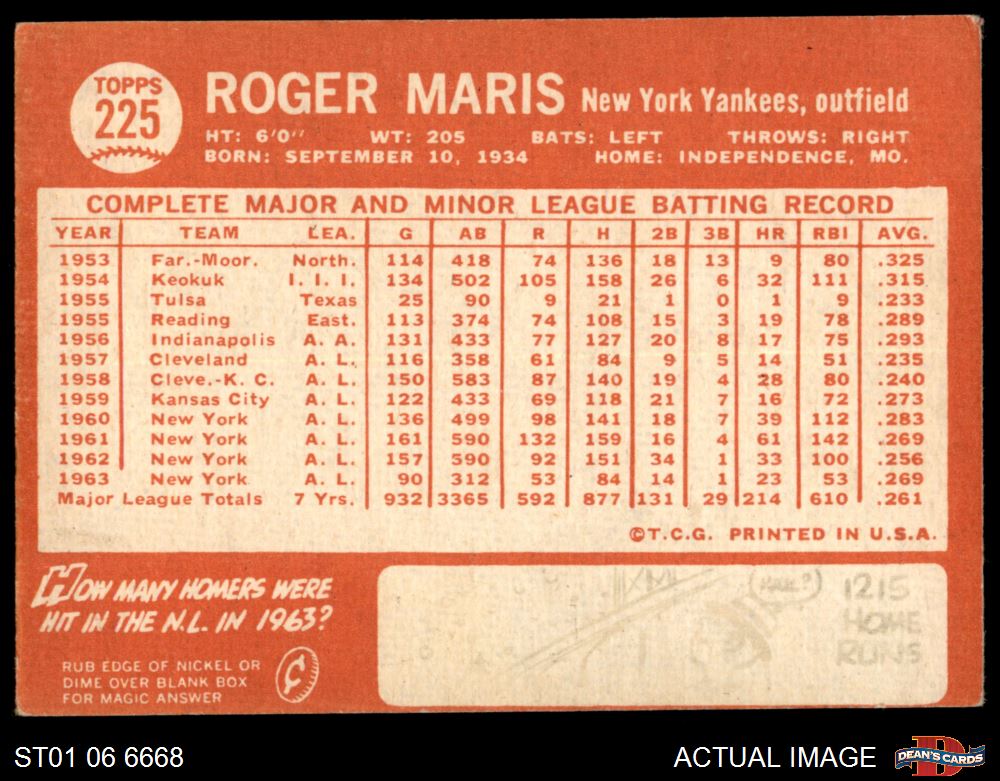 TOPPS
225
ROGER MARIS New York Yankees, outfield
HT: 6'0" WT: 205 BATS: LEFT THROWS: RIGHT
BORN: SEPTEMBER 10, 1934 HOME: INDEPENDENCE, MO.
COMPLETE MAJOR AND MINOR LEAGUE BATTING RECORD
YEAR TEAM LEA. G AB R H 2B 3B HR RBI AVG.
1953 Far.-Moor. North. 114 418 74 136 18 13 9 80 .325
1954 Keokuk I. I. I. 134 502 105 158 26 6 32 111 .315
1955 Tulsa Texas 25 90 9 21 1 0 1 9 .233
1955 Reading East. 113 374 74 108 15 3 19 78 .289
1956 Indianapolis A. A. 131 433 77 127 20 8 17 75 .293
1957 Cleveland A. L. 116 358 61 84 9 5 14 51 .235
1958 Cleve.-K. C. A. L. 150 583 87 140 19 4 28 80 .240
1959 Kansas City A. L. 122 433 69 118 21 7 16 72 .273
1960 New York A. L. 136 499 98 141 18 7 39 112 .283
1961 New York A. L. 161 590 132 159 16 4 61 142 .269
1962 New York A. L. 157 590 92 151 34 1 33 100 .256
1963 New York A. L. 90 312 53 84 14 1 23 53 .269
Major League Totals 7 Yrs. 932 3365 592 877 131 29 214 610 .261
©T.C.G. PRINTED IN U.S.A.
HOW MANY HOMERS WERE
HIT IN THE N.L. IN 1963?
RUB EDGE OF NICKEL OR
DIME OVER BLANK BOX
FOR MAGIC ANSWER
¢
1215
HOME
RUNS
ST01 06 6668
ACTUAL IMAGE
DEAN'S CARDS